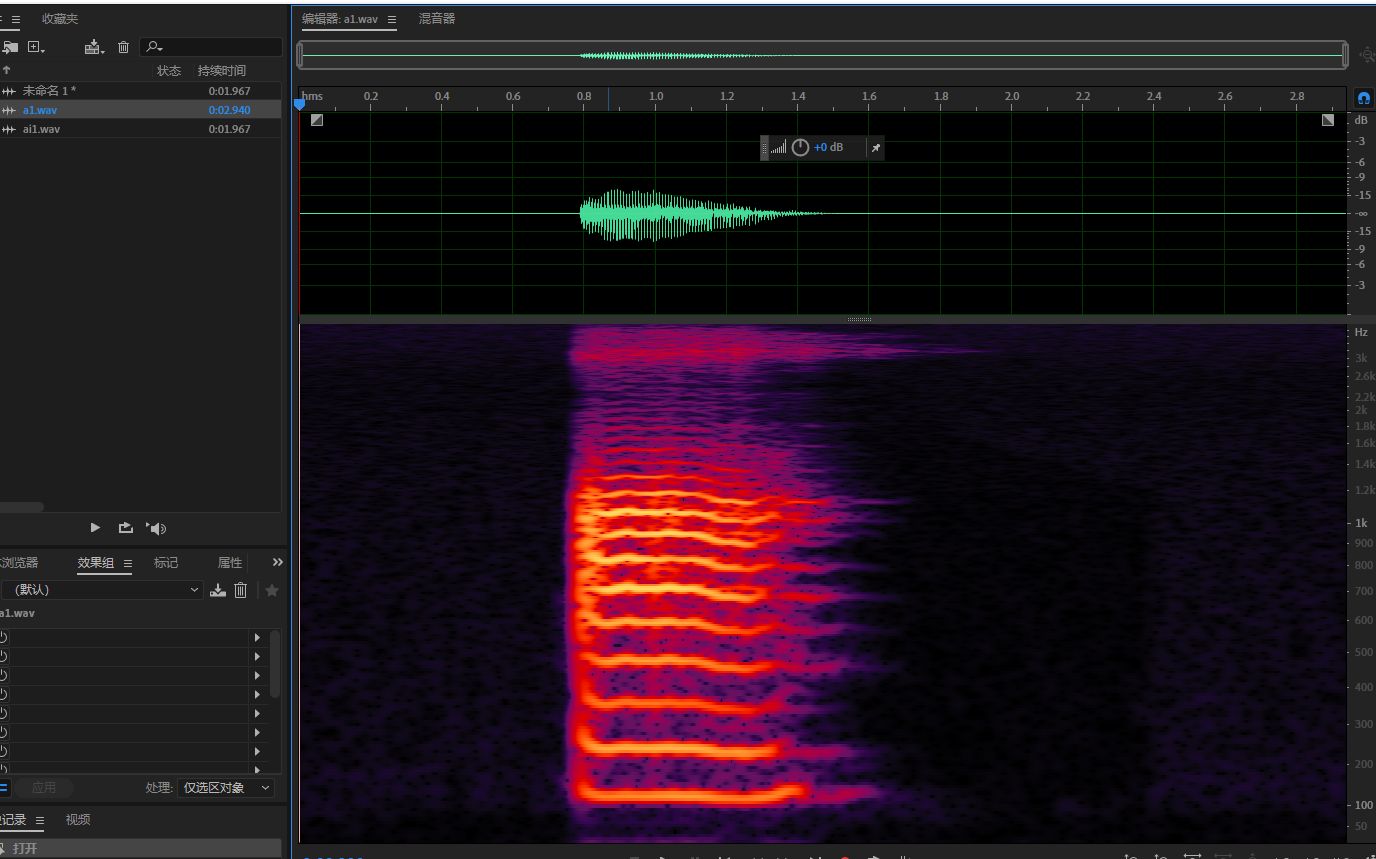 收藏夹
编辑器: a1.wav 混音器
状态 持续时间
未命名 1 * 0:01.967
a1.wav 0:02.940
ai1.wav 0:01.967
hms 0.2 0.4 0.6 0.8 1.0 1.2 1.4 1.6 1.8 2.0 2.2 2.4 2.6 2.8
dB
-3
-6
-9
-15
-∞
-15
-9
-6
-3
+0 dB
Hz
3k
2.6k
2.2k
2k
1.8k
1.6k
1.4k
1.2k
1k
900
800
700
600
500
400
300
200
100
50
浏览器 效果组 标记 属性
(默认)
a1.wav
应用 处理: 仅选区对象
记录 视频
打开